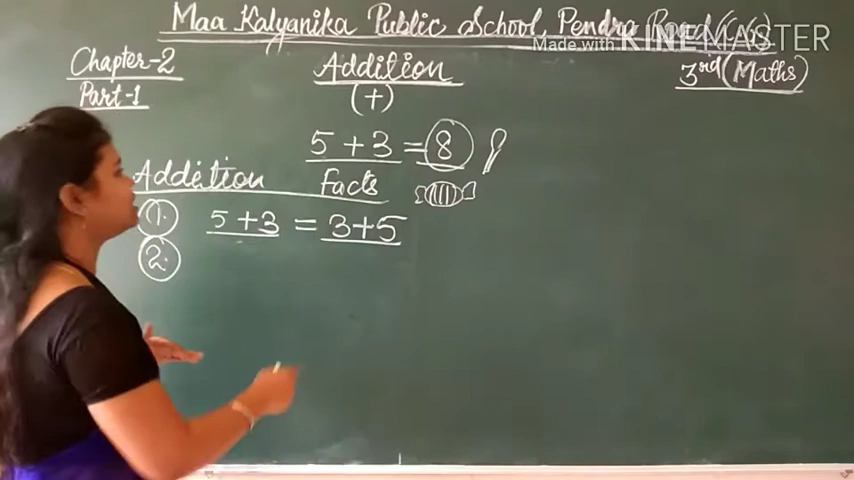 Maa Kalyanika Public School, Pendra Road (C.G)
Made with KINEMASTER
Chapter-2
Addition
3rd (Maths)
Part-1
(+)
5 + 3 = 8
Addition Facts
1. 5 + 3 = 3 + 5
2.